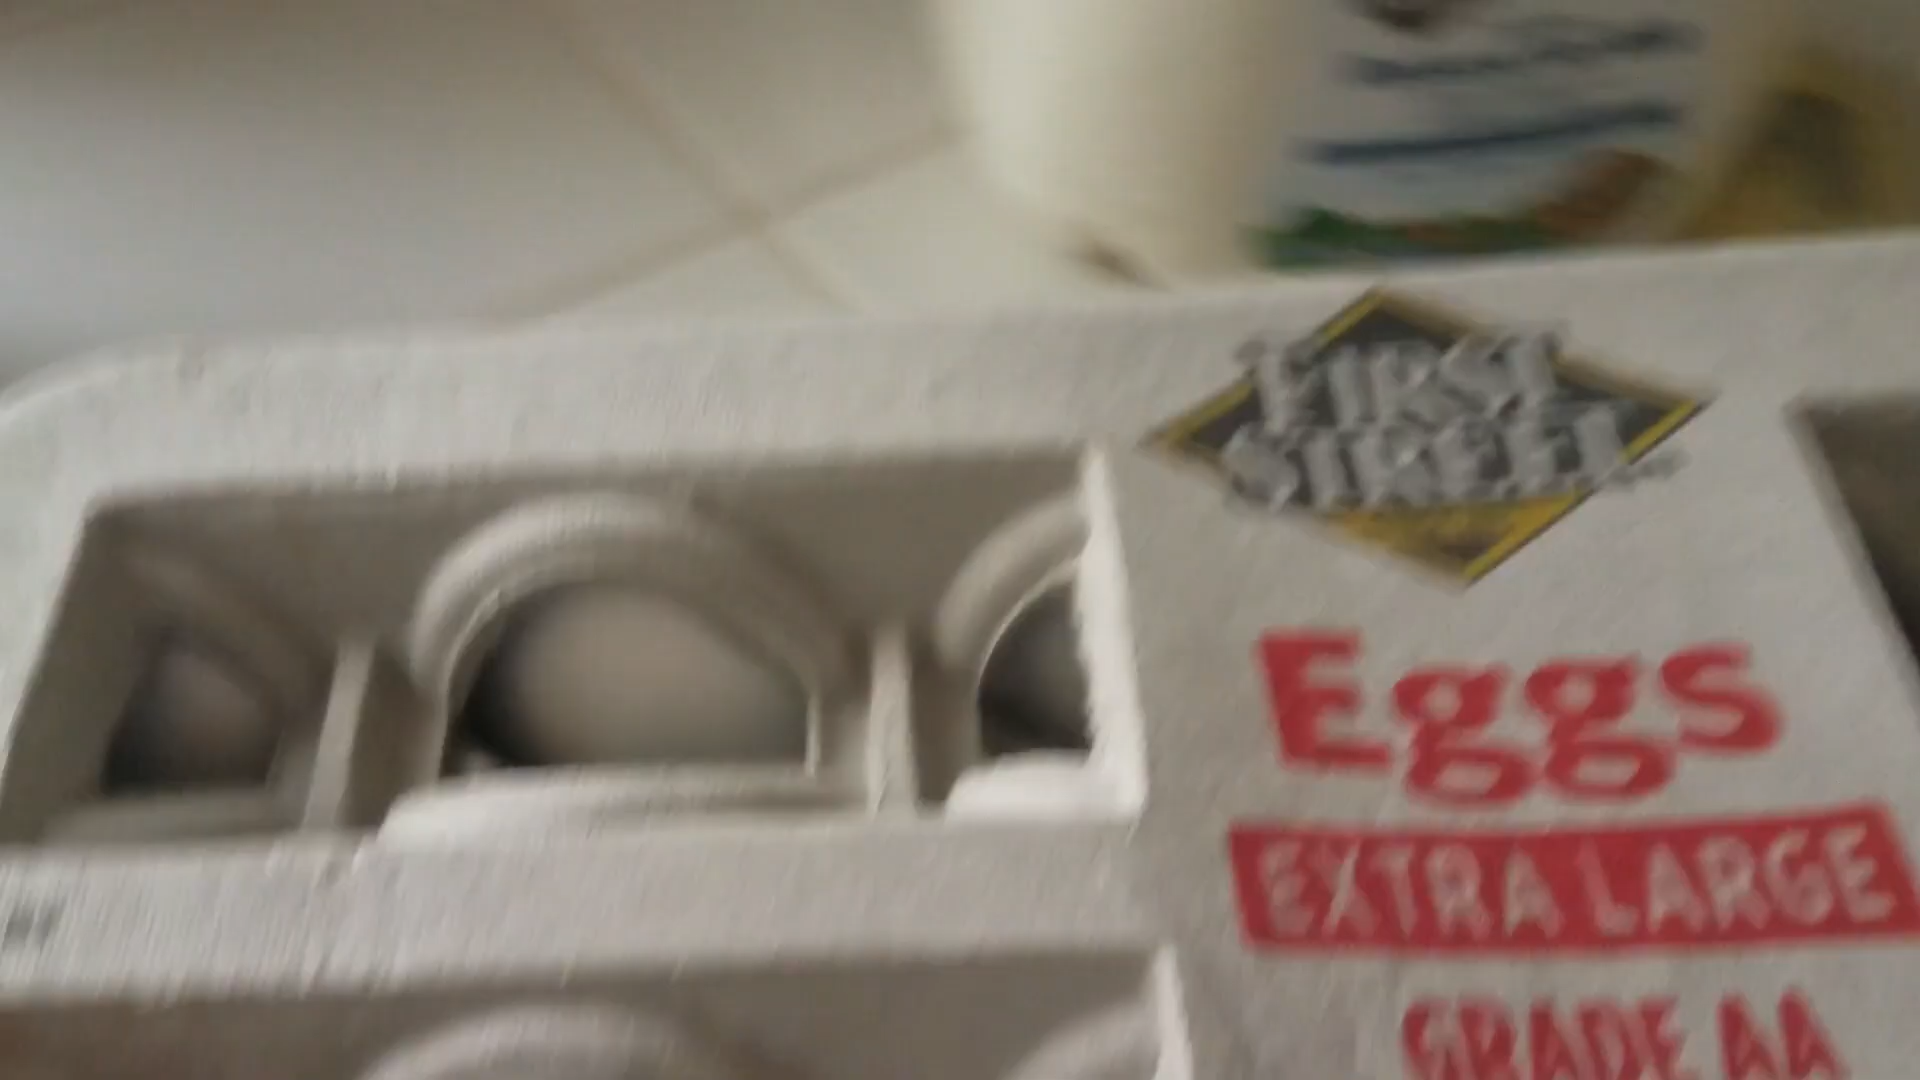 FIRST
STREET
Eggs
EXTRA LARGE
GRADE AA